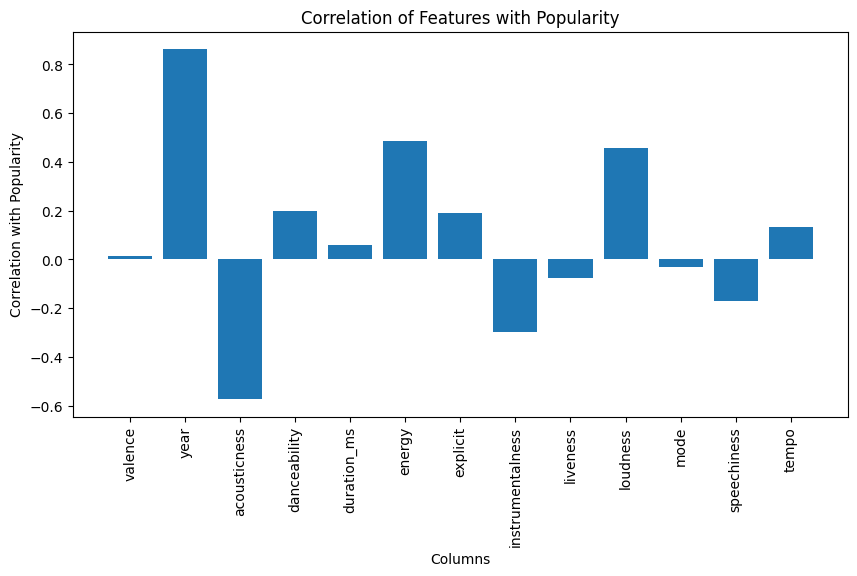 Correlation of Features with Popularity
Correlation with Popularity
0.8
0.6
0.4
0.2
0.0
−0.2
−0.4
−0.6
valence
year
acousticness
danceability
duration_ms
energy
explicit
instrumentalness
liveness
loudness
mode
speechiness
tempo
Columns